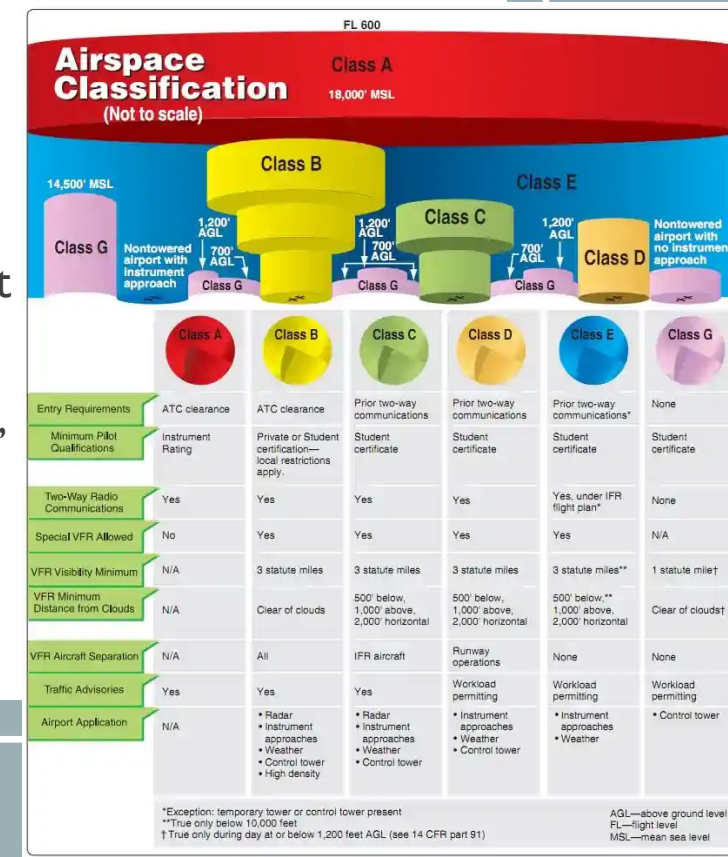 FL 600
Airspace
Classification
(Not to scale)
Class A
18,000' MSL
Class B
14,500' MSL
Class E
Class C
1,200'
AGL
700'
AGL
1,200'
AGL
700'
AGL
1,200'
AGL
700'
AGL
Class G
Nontowered
airport with
instrument
approach
Class G
Class G
Class G
Class D
Nontowered
airport with
no instrument
approach
t
,
Class A Class B Class C Class D Class E Class G
Entry Requirements
ATC clearance
ATC clearance
Prior two-way
communications
Prior two-way
communications
Prior two-way
communications*
None
Minimum Pilot
Qualifications
Instrument
Rating
Private or Student
certification—
local restrictions
apply.
Student
certificate
Student
certificate
Student
certificate
Student
certificate
Two-Way Radio
Communications
Yes
Yes
Yes
Yes
Yes, under IFR
flight plan*
None
Special VFR Allowed
No
Yes
Yes
Yes
Yes
N/A
VFR Visibility Minimum
N/A
3 statute miles
3 statute miles
3 statute miles
3 statute miles**
1 statute mile†
VFR Minimum
Distance from Clouds
N/A
Clear of clouds
500' below,
1,000' above,
2,000' horizontal
500' below,
1,000' above,
2,000' horizontal
500' below,**
1,000' above,
2,000' horizontal
Clear of clouds†
VFR Aircraft Separation
N/A
All
IFR aircraft
Runway
operations
None
None
Traffic Advisories
Yes
Yes
Yes
Workload
permitting
Workload
permitting
Workload
permitting
Airport Application
N/A
• Radar
• Instrument
approaches
• Weather
• Control tower
• High density
• Radar
• Instrument
approaches
• Weather
• Control tower
• Instrument
approaches
• Weather
• Control tower
• Instrument
approaches
• Weather
• Control tower
*Exception: temporary tower or control tower present
**True only below 10,000 feet
† True only during day at or below 1,200 feet AGL (see 14 CFR part 91)
AGL—above ground level
FL—flight level
MSL—mean sea level